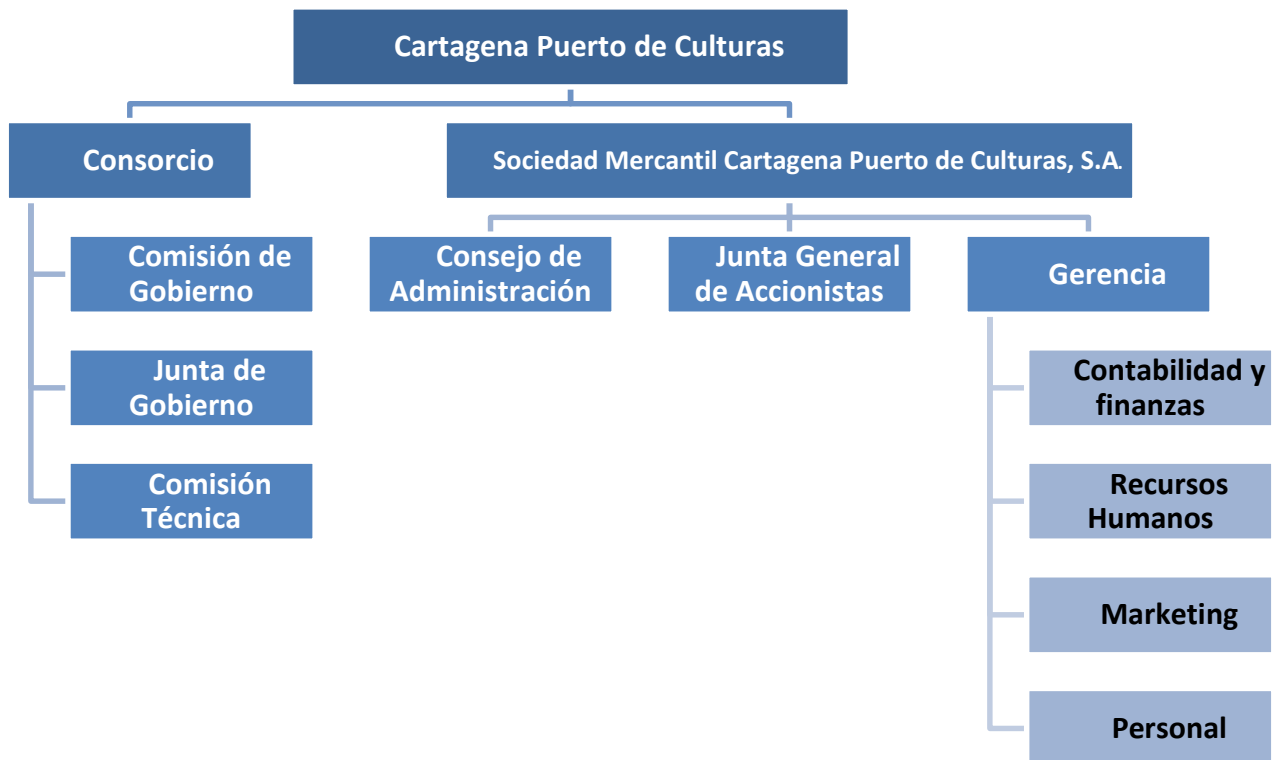 Cartagena Puerto de Culturas
Consorcio
Sociedad Mercantil Cartagena Puerto de Culturas, S.A.
Comisión de
Gobierno
Junta de
Gobierno
Comisión
Técnica
Consejo de
Administración
Junta General
de Accionistas
Gerencia
Contabilidad y
finanzas
Recursos
Humanos
Marketing
Personal